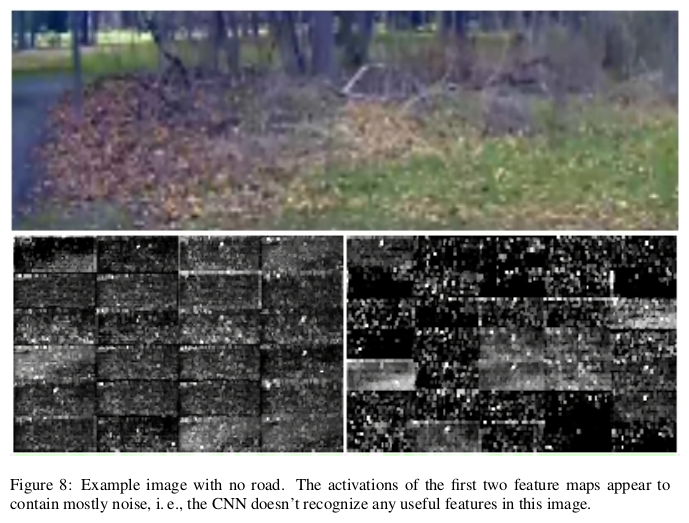 Figure 8: Example image with no road. The activations of the first two feature maps appear to
contain mostly noise, i. e., the CNN doesn't recognize any useful features in this image.